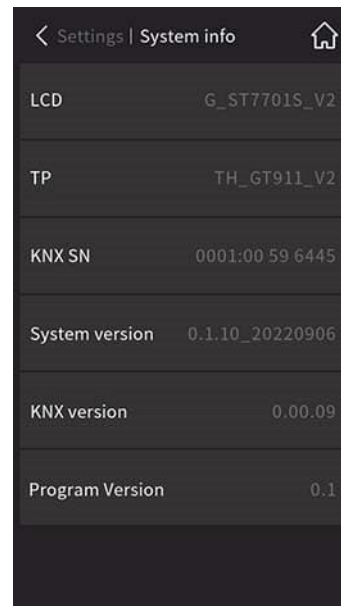 Settings | System info
LCD G_ST7701S_V2
TP TH_GT911_V2
KNX SN 0001:00 59 6445
System version 0.1.10_20220906
KNX version 0.00.09
Program Version 0.1